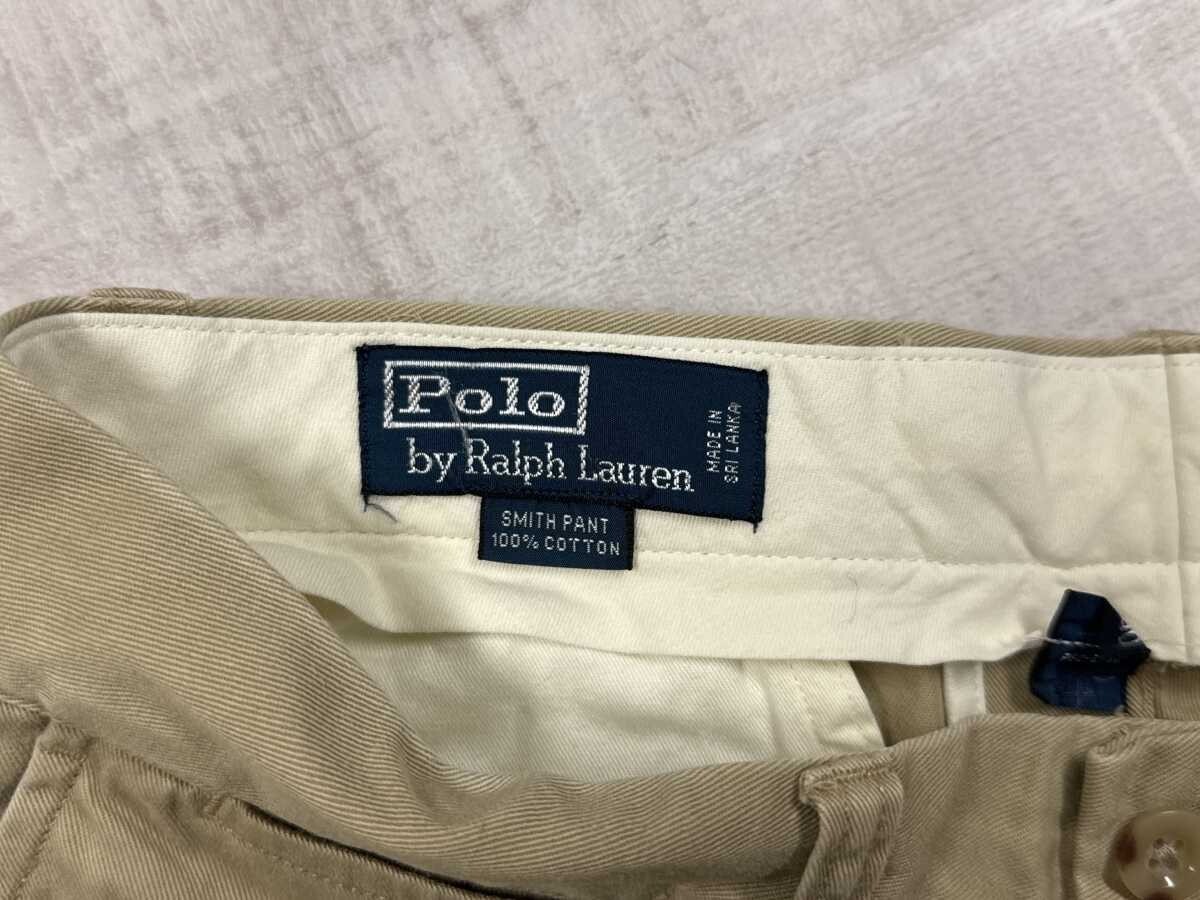 Polo
by Ralph Lauren
MADE IN
SRI LANKA
SMITH PANT
100% COTTON